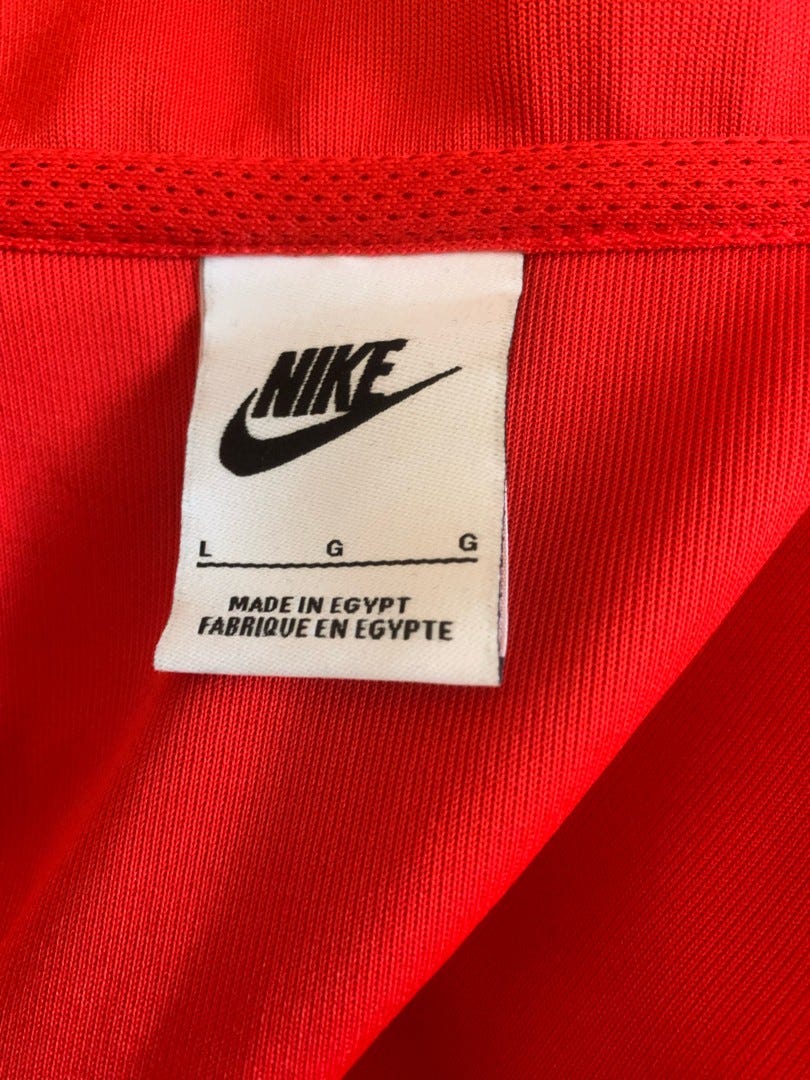 NIKE
L G G
MADE IN EGYPT
FABRIQUE EN EGYPTE